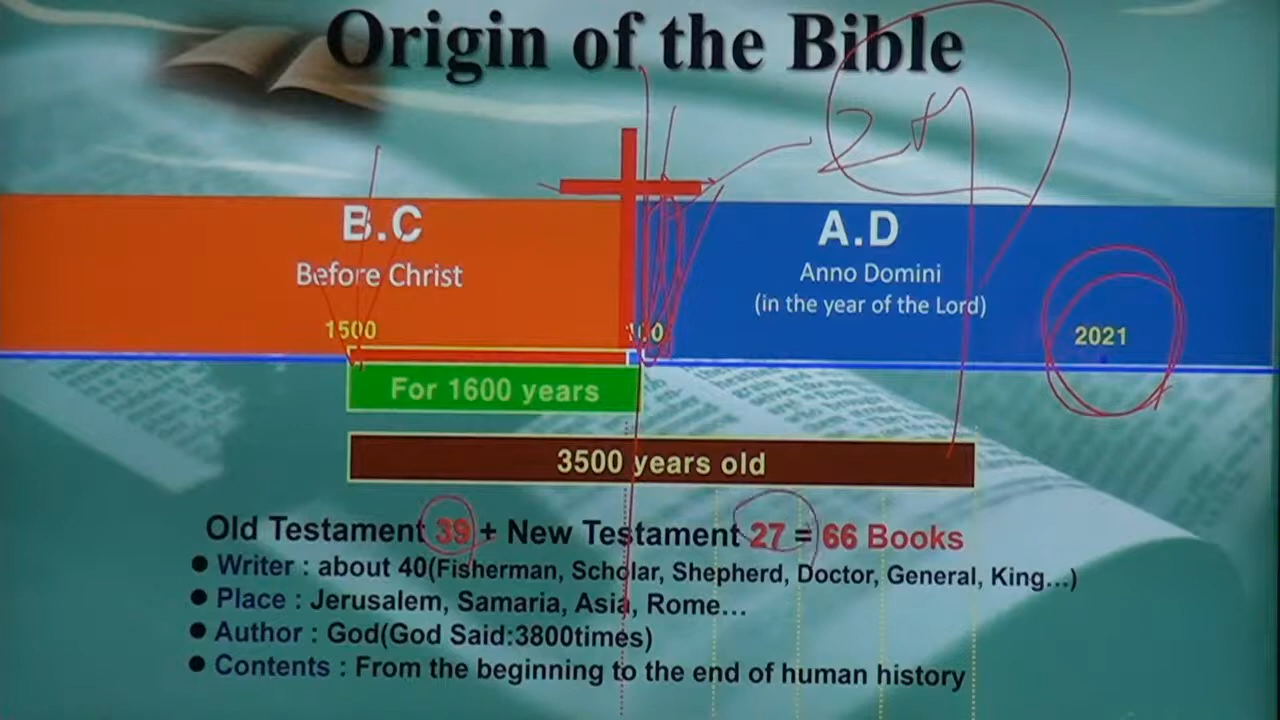 Origin of the Bible
27
B.C
A.D
Before Christ
Anno Domini
(in the year of the Lord)
1500
100
2021
For 1600 years
3500 years old
Old Testament 39 + New Testament 27 = 66 Books
● Writer : about 40(Fisherman, Scholar, Shepherd, Doctor, General, King...)
● Place : Jerusalem, Samaria, Asia, Rome...
● Author : God(God Said:3800times)
● Contents : From the beginning to the end of human history